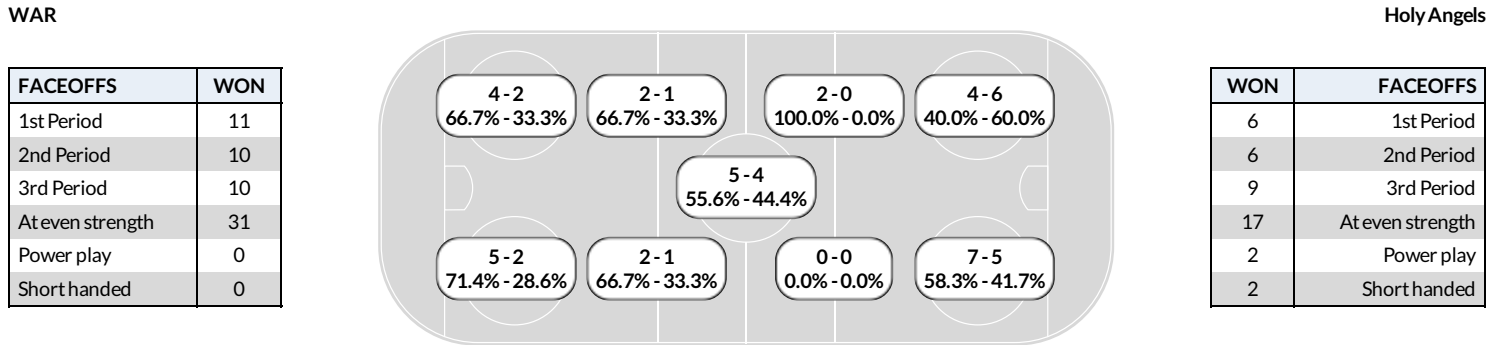 WAR
Holy Angels
FACEOFFS WON
1st Period 11
2nd Period 10
3rd Period 10
At even strength 31
Power play 0
Short handed 0
4 - 2
66.7% - 33.3%
2 - 1
66.7% - 33.3%
2 - 0
100.0% - 0.0%
4 - 6
40.0% - 60.0%
5 - 4
55.6% - 44.4%
5 - 2
71.4% - 28.6%
2 - 1
66.7% - 33.3%
0 - 0
0.0% - 0.0%
7 - 5
58.3% - 41.7%
WON FACEOFFS
6 1st Period
6 2nd Period
9 3rd Period
17 At even strength
2 Power play
2 Short handed